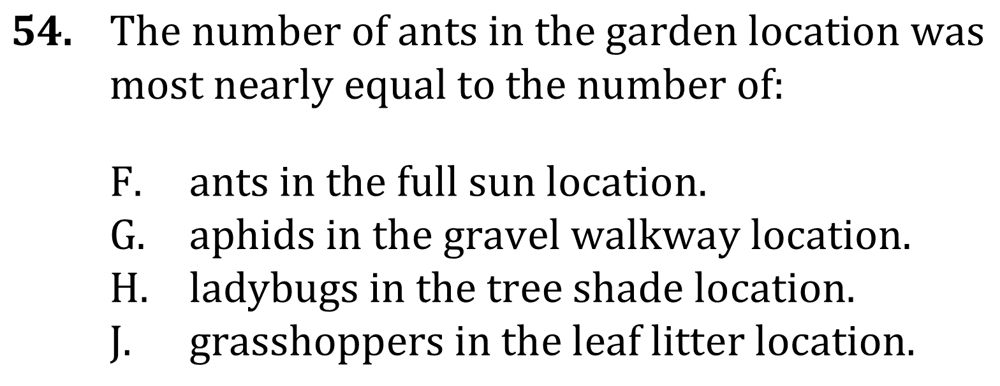 54. The number of ants in the garden location was
most nearly equal to the number of:
F. ants in the full sun location.
G. aphids in the gravel walkway location.
H. ladybugs in the tree shade location.
J. grasshoppers in the leaf litter location.